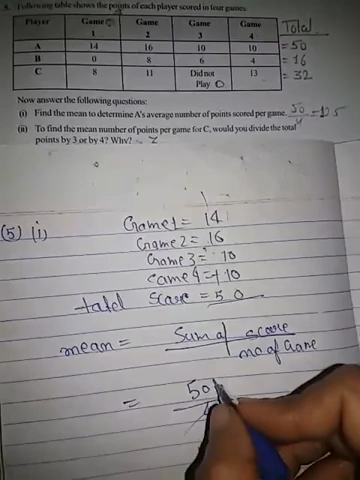 5. Following table shows the points of each player scored in four games.
Player Game 1 Game 2 Game 3 Game 4 Total
A 14 16 10 10 = 50
B 0 8 6 4 = 16
C 8 11 Did not Play 13 = 32
Now answer the following questions:
(i) Find the mean to determine A's average number of points scored per game. 50/4 = 12.5
(ii) To find the mean number of points per game for C, would you divide the total
points by 3 or by 4? Why?
(5) (i) Game 1 = 14
Game 2 = 16
Game 3 = 10
Game 4 = +10
total Score = 50
mean = Sum of score
no of Game
= 50